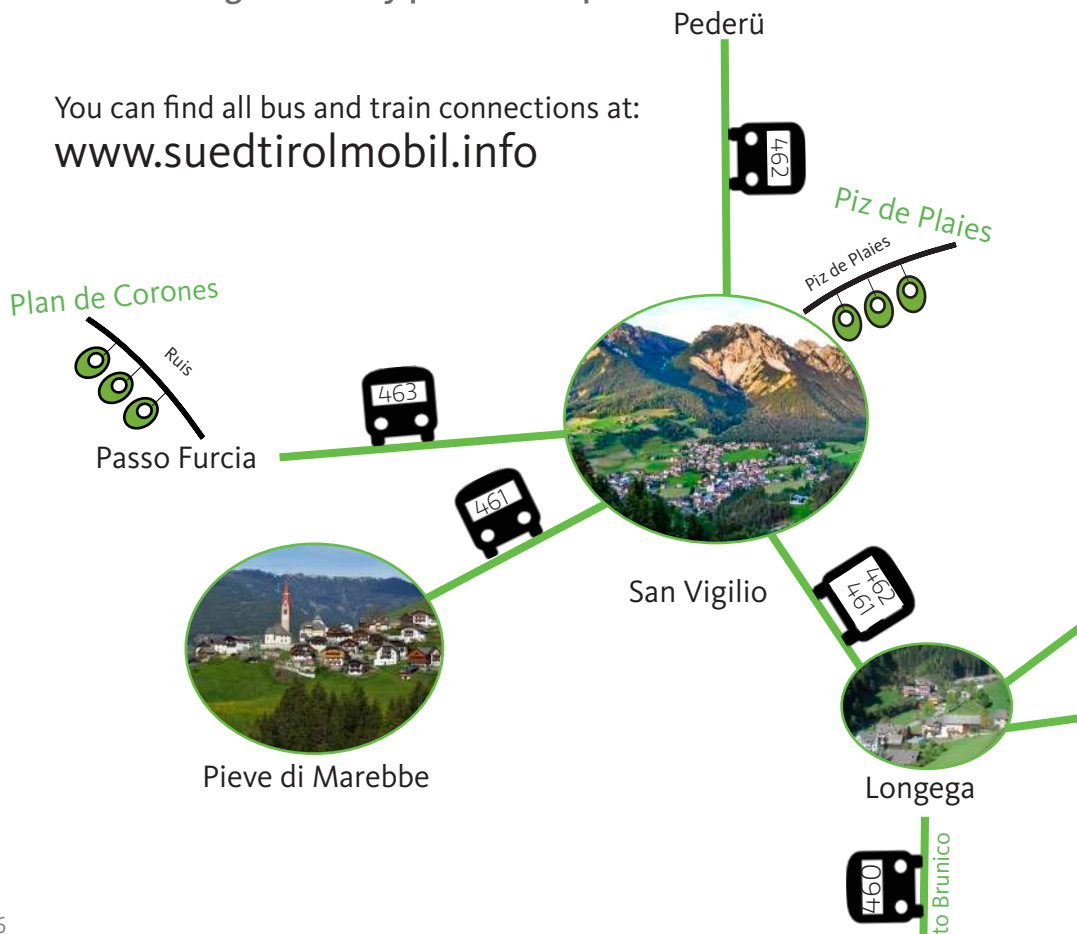 Pederü
You can find all bus and train connections at:
www.suedtirolmobil.info
462
Piz de Plaies
Piz de Plaies
Plan de Corones
Ruis
463
Passo Furcia
461
San Vigilio
462
461
Pieve di Marebbe
Longega
460
to Brunico
6